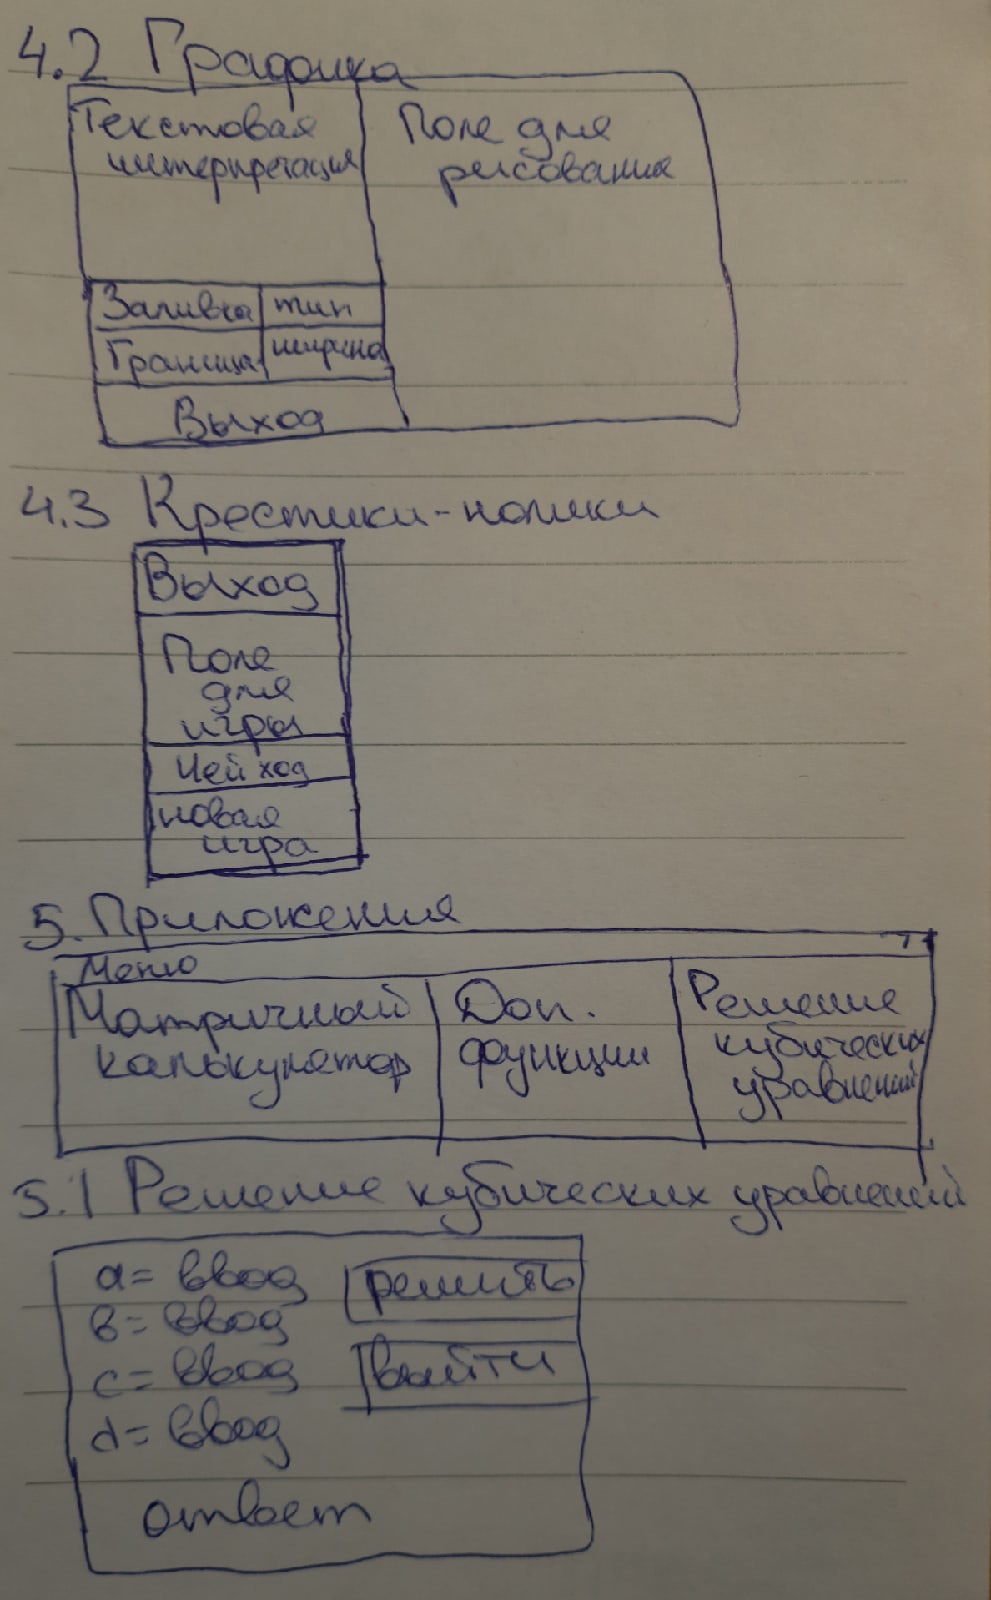 4.2 Графика
Текстовая
интерпретация
Поле для
рисования
Заливка тип
Граница ширина
Выход
4.3 Крестики-нолики
Выход
Поле
для
игры
Чей ход
новая
игра
5. Приложения
Меню
Матричный
калькулятор
Доп.
функции
Решение
кубических
уравнений
5.1 Решение кубических уравнений
a= ввод решить
в= ввод
c= ввод выйти
d= ввод
ответ